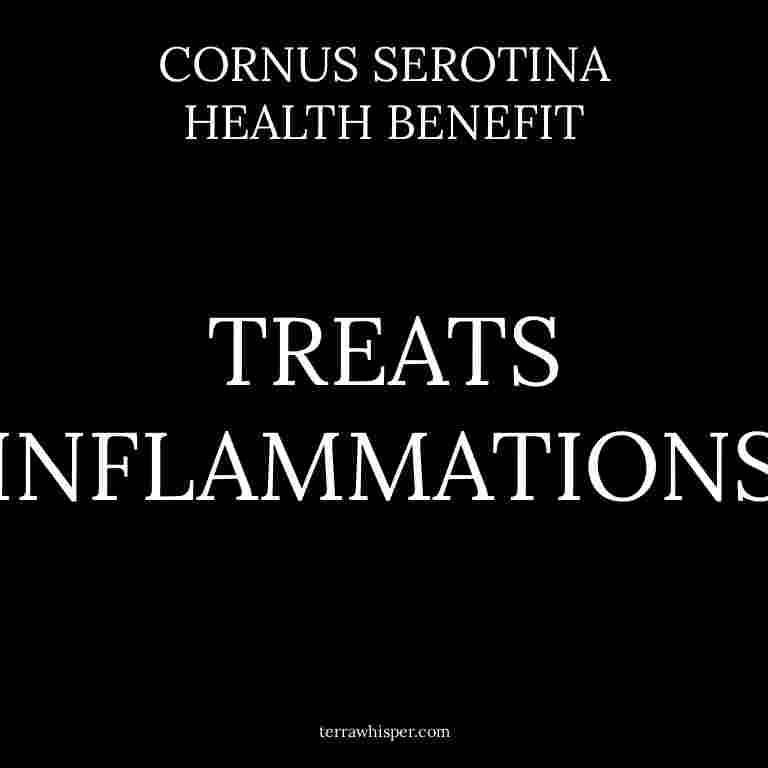 CORNUS SEROTINA
HEALTH BENEFIT
TREATS
INFLAMMATIONS
terrawhisper.com